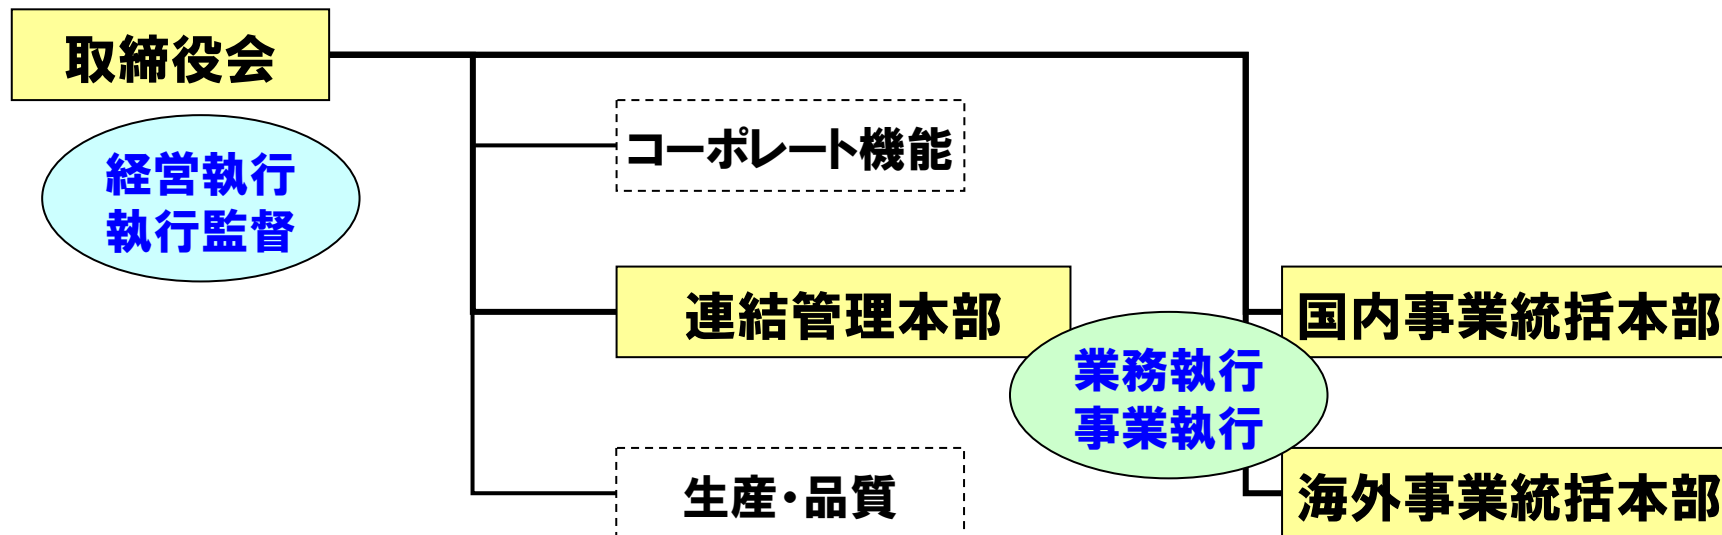 取締役会
経営執行
執行監督
コーポレート機能
連結管理本部
国内事業統括本部
業務執行
事業執行
生産・品質
海外事業統括本部